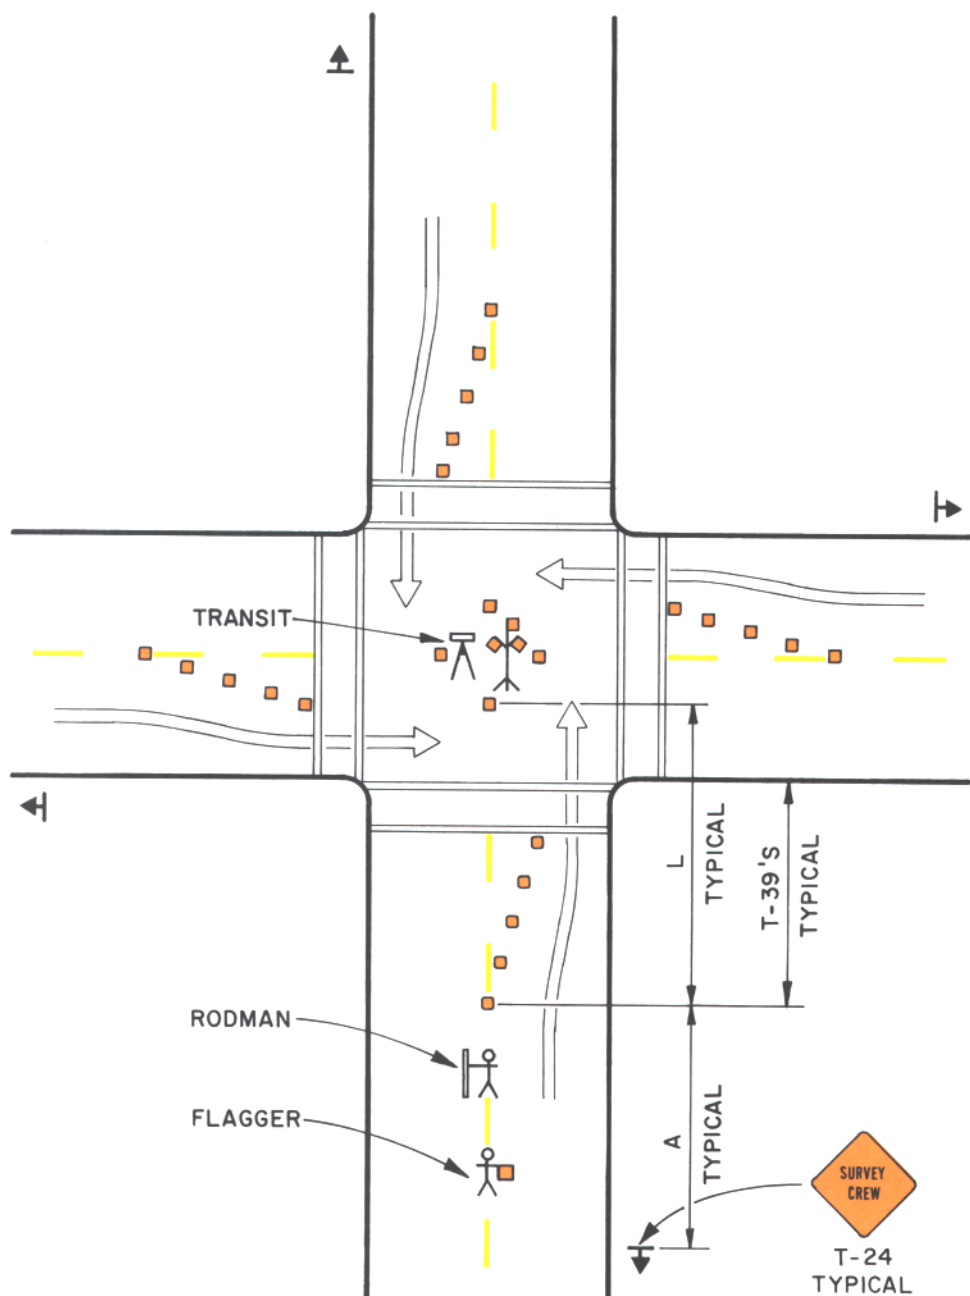 TRANSIT
L
TYPICAL
T-39'S
TYPICAL
RODMAN
FLAGGER
A
TYPICAL
SURVEY
CREW
T-24
TYPICAL